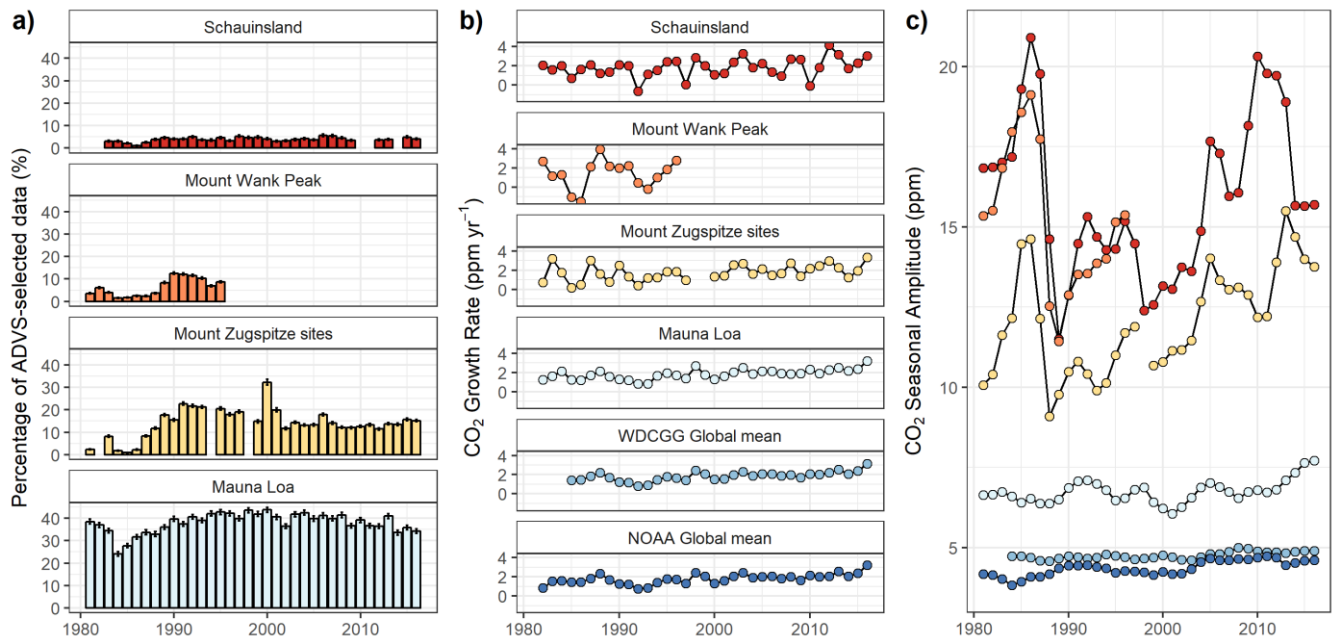 a)
Percentage of ADVS-selected data (%)
Schauinsland
40
30
20
10
0
Mount Wank Peak
40
30
20
10
0
Mount Zugspitze sites
40
30
20
10
0
Mauna Loa
40
30
20
10
0
1980 1990 2000 2010
b)
CO₂ Growth Rate (ppm yr⁻¹)
Schauinsland
4
2
0
Mount Wank Peak
4
2
0
Mount Zugspitze sites
4
2
0
Mauna Loa
4
2
0
WDCGG Global mean
4
2
0
NOAA Global mean
4
2
0
1980 1990 2000 2010
c)
CO₂ Seasonal Amplitude (ppm)
20
15
10
5
1980 1990 2000 2010